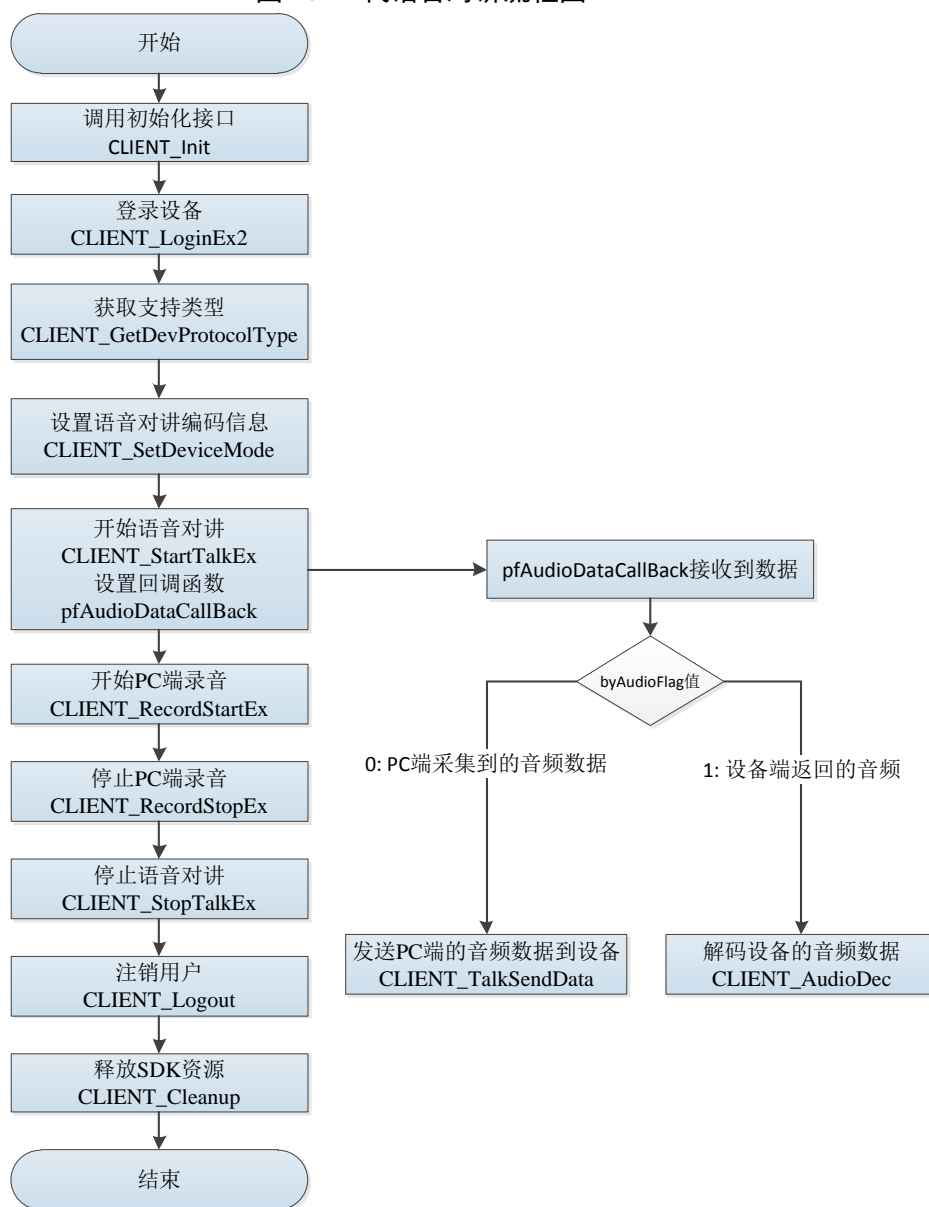 开始
调用初始化接口
CLIENT_Init
登录设备
CLIENT_LoginEx2
获取支持类型
CLIENT_GetDevProtocolType
设置语音对讲编码信息
CLIENT_SetDeviceMode
开始语音对讲
CLIENT_StartTalkEx
设置回调函数
pfAudioDataCallBack
开始PC端录音
CLIENT_RecordStartEx
停止PC端录音
CLIENT_RecordStopEx
停止语音对讲
CLIENT_StopTalkEx
注销用户
CLIENT_Logout
释放SDK资源
CLIENT_Cleanup
结束
pfAudioDataCallBack接收到数据
byAudioFlag值
0: PC端采集到的音频数据
1: 设备端返回的音频
发送PC端的音频数据到设备
CLIENT_TalkSendData
解码设备的音频数据
CLIENT_AudioDec